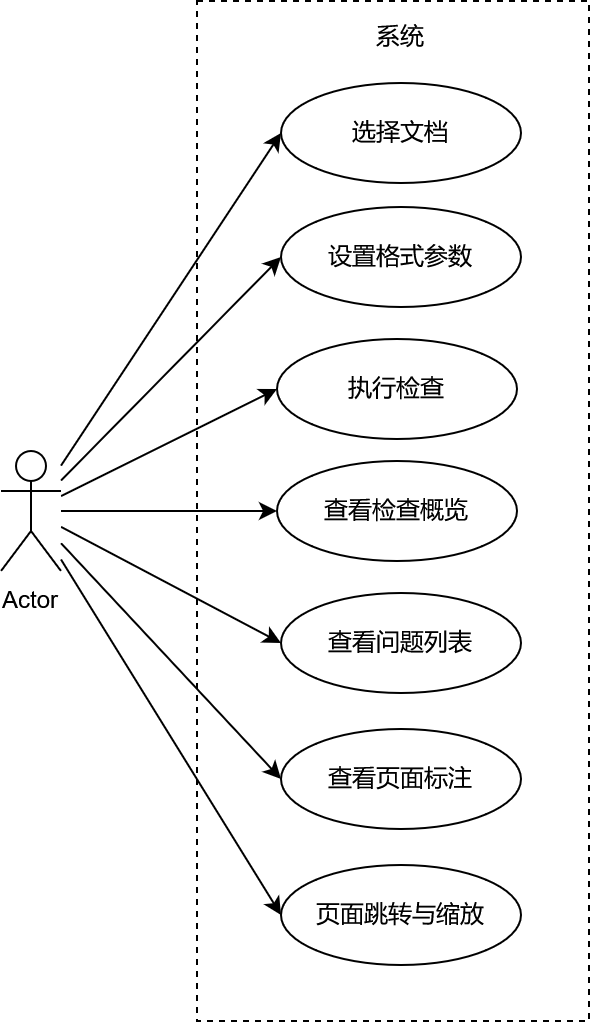 系统
选择文档
设置格式参数
执行检查
查看检查概览
Actor
查看问题列表
查看页面标注
页面跳转与缩放